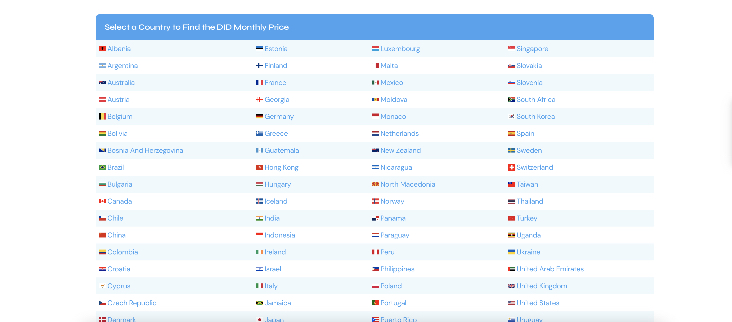 Select a Country to Find the DID Monthly Price
Albania Estonia Luxembourg Singapore
Argentina Finland Malta Slovakia
Australia France Mexico Slovenia
Austria Georgia Moldova South Africa
Belgium Germany Monaco South Korea
Bolivia Greece Netherlands Spain
Bosnia And Herzegovina Guatemala New Zealand Sweden
Brazil Hong Kong Nicaragua Switzerland
Bulgaria Hungary North Macedonia Taiwan
Canada Iceland Norway Thailand
Chile India Panama Turkey
China Indonesia Paraguay Uganda
Colombia Ireland Peru Ukraine
Croatia Israel Philippines United Arab Emirates
Cyprus Italy Poland United Kingdom
Czech Republic Jamaica Portugal United States
Denmark Japan Puerto Rico Uruguay